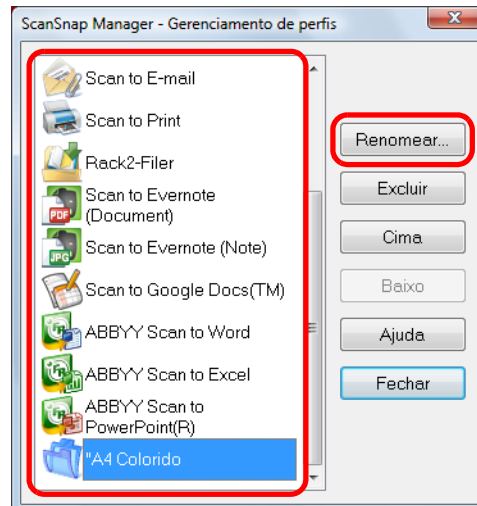 ScanSnap Manager - Gerenciamento de perfis
x
Scan to E-mail
Scan to Print
Rack2-Filer
PDF
Scan to Evernote
(Document)
JPG
Scan to Evernote (Note)
Scan to Google Docs(TM)
ABBYY Scan to Word
ABBYY Scan to Excel
ABBYY Scan to
PowerPoint(R)
"A4 Colorido
Renomear...
Excluir
Cima
Baixo
Ajuda
Fechar